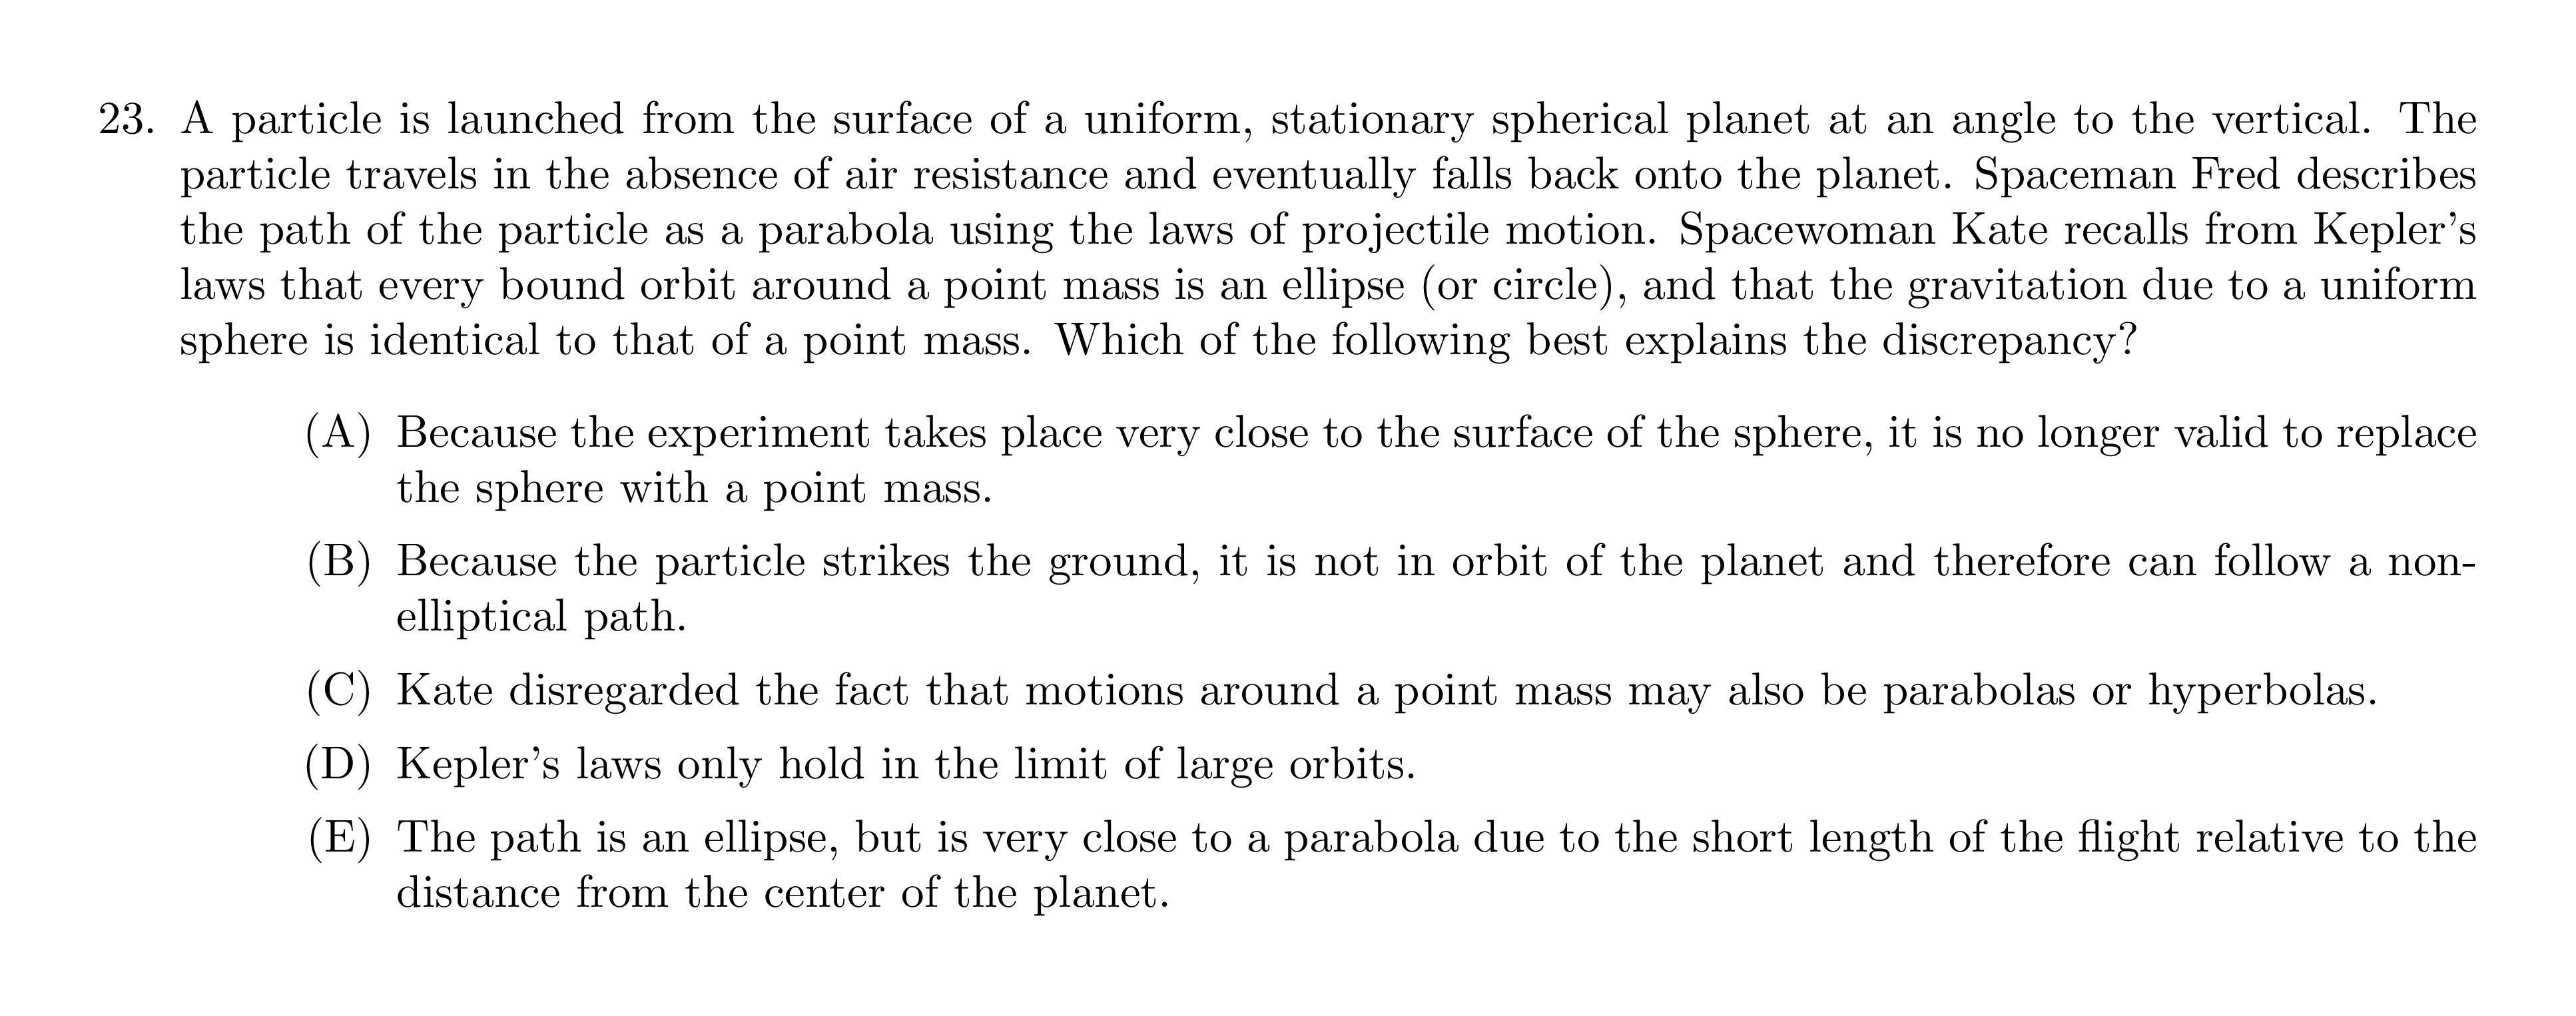 23. A particle is launched from the surface of a uniform, stationary spherical planet at an angle to the vertical. The
particle travels in the absence of air resistance and eventually falls back onto the planet. Spaceman Fred describes
the path of the particle as a parabola using the laws of projectile motion. Spacewoman Kate recalls from Kepler's
laws that every bound orbit around a point mass is an ellipse (or circle), and that the gravitation due to a uniform
sphere is identical to that of a point mass. Which of the following best explains the discrepancy?
(A) Because the experiment takes place very close to the surface of the sphere, it is no longer valid to replace
the sphere with a point mass.
(B) Because the particle strikes the ground, it is not in orbit of the planet and therefore can follow a non-
elliptical path.
(C) Kate disregarded the fact that motions around a point mass may also be parabolas or hyperbolas.
(D) Kepler's laws only hold in the limit of large orbits.
(E) The path is an ellipse, but is very close to a parabola due to the short length of the flight relative to the
distance from the center of the planet.